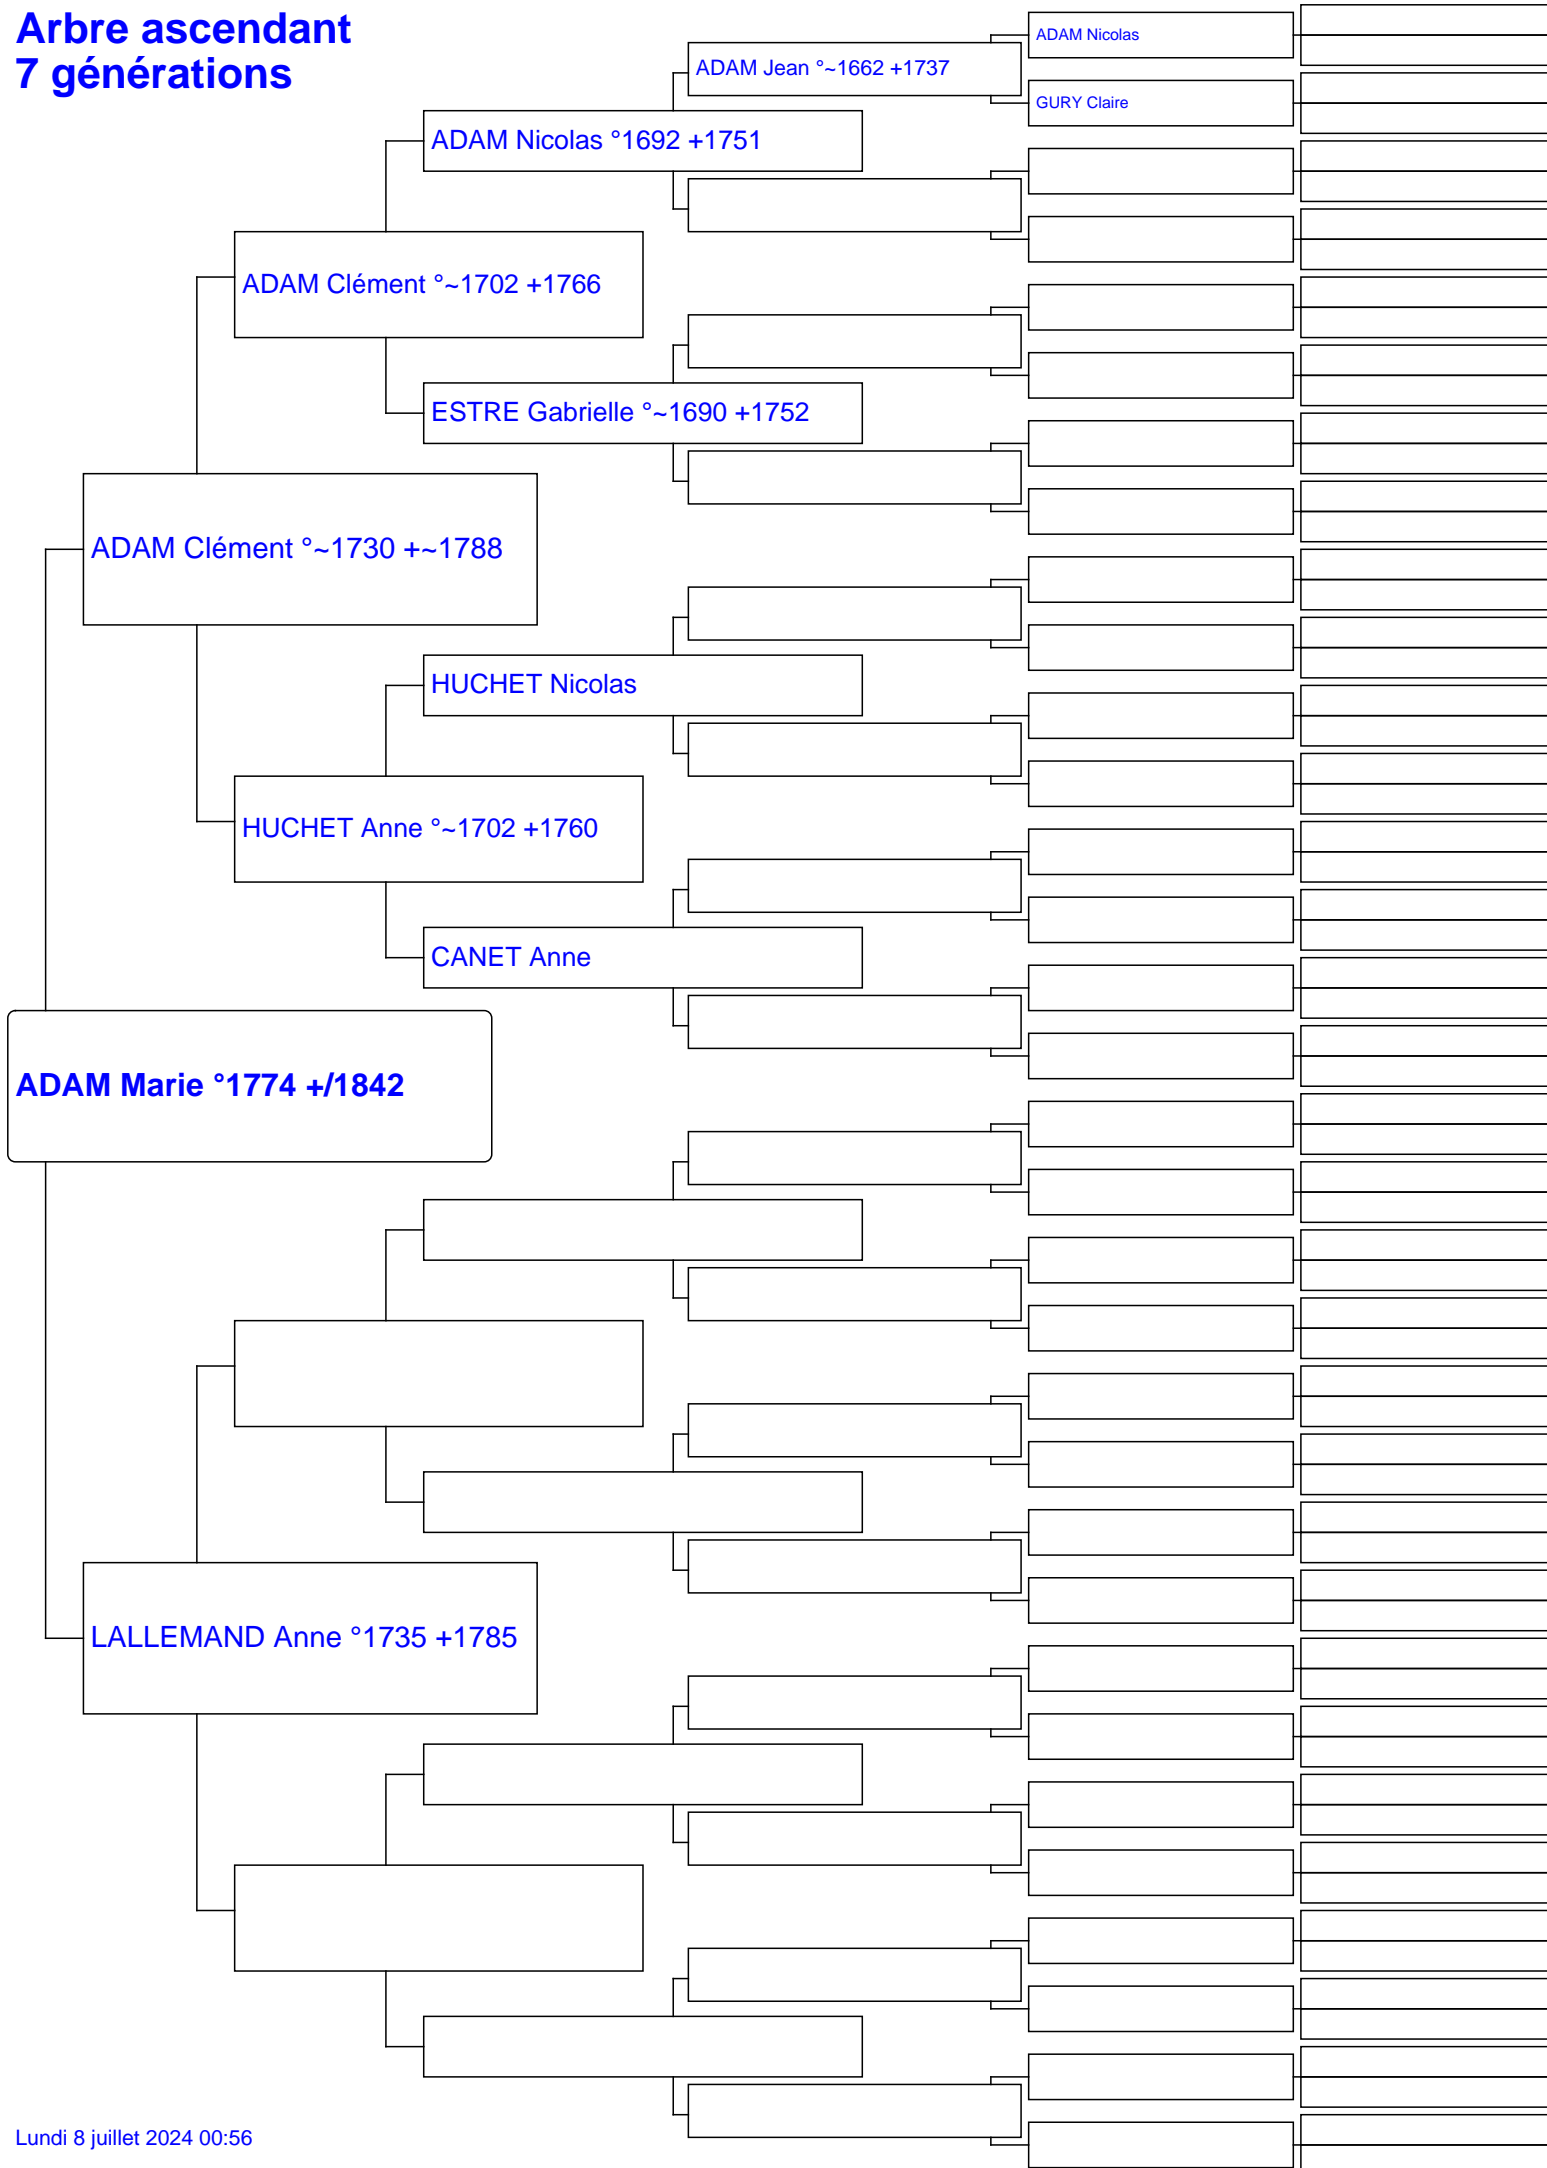 Arbre ascendant
7 générations
ADAM Nicolas
ADAM Jean °~1662 +1737
GURY Claire
ADAM Nicolas °1692 +1751
ADAM Clément °~1702 +1766
ESTRE Gabrielle °~1690 +1752
ADAM Clément °~1730 +~1788
HUCHET Nicolas
HUCHET Anne °~1702 +1760
CANET Anne
ADAM Marie °1774 +/1842
LALLEMAND Anne °1735 +1785
Lundi 8 juillet 2024 00:56